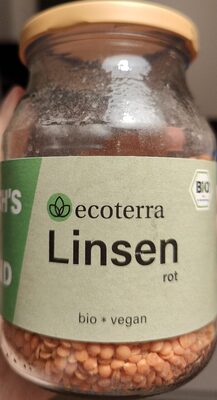 ecoterra
Linsen
rot
bio * vegan
BIO